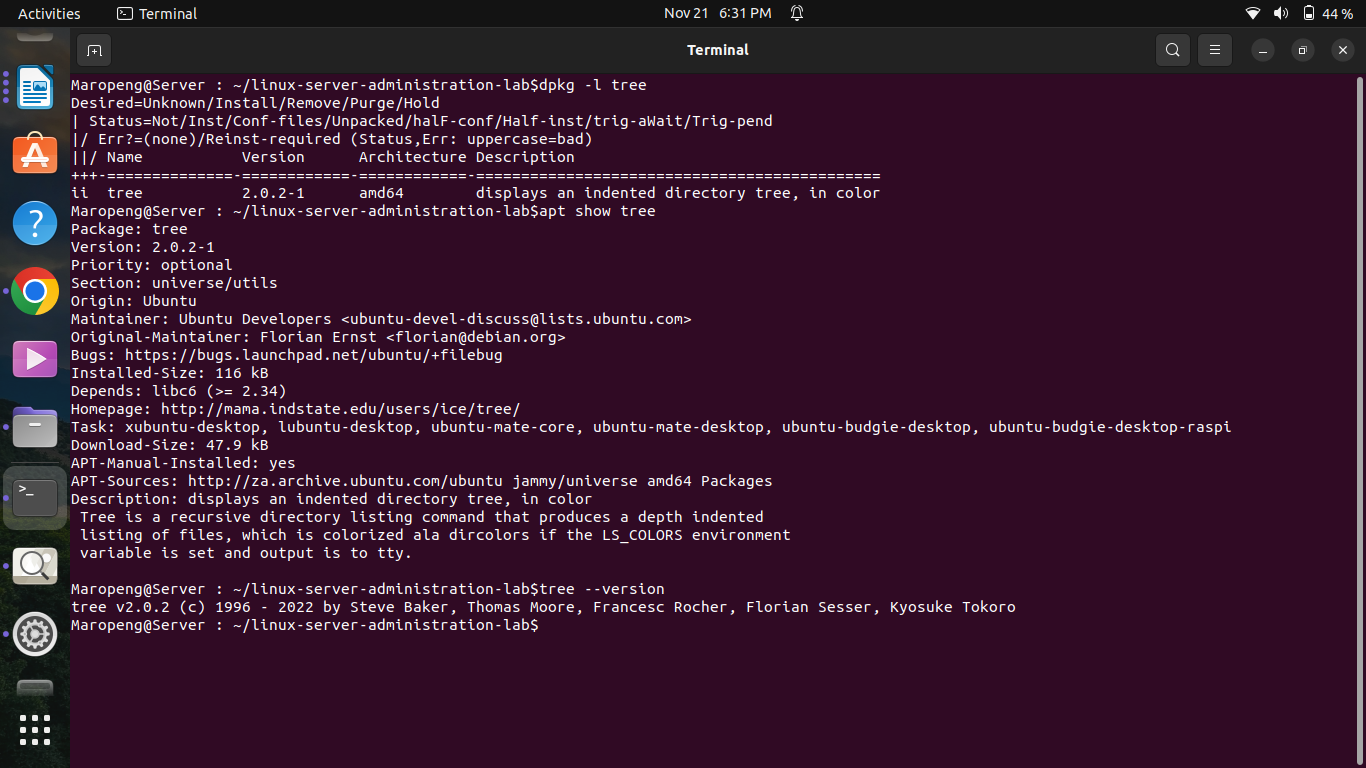 Activities
Terminal
Nov 21 6:31 PM
44 %
Terminal
Maropeng@Server : ~/linux-server-administration-lab$dpkg -l tree
Desired=Unknown/Install/Remove/Purge/Hold
| Status=Not/Inst/Conf-files/Unpacked/halF-conf/Half-inst/trig-aWait/Trig-pend
|/ Err?=(none)/Reinst-required (Status,Err: uppercase=bad)
||/ Name           Version      Architecture Description
+++-==============-============-============-=============================================
ii  tree           2.0.2-1      amd64        displays an indented directory tree, in color
Maropeng@Server : ~/linux-server-administration-lab$apt show tree
Package: tree
Version: 2.0.2-1
Priority: optional
Section: universe/utils
Origin: Ubuntu
Maintainer: Ubuntu Developers <ubuntu-devel-discuss@lists.ubuntu.com>
Original-Maintainer: Florian Ernst <florian@debian.org>
Bugs: https://bugs.launchpad.net/ubuntu/+filebug
Installed-Size: 116 kB
Depends: libc6 (>= 2.34)
Homepage: http://mama.indstate.edu/users/ice/tree/
Task: xubuntu-desktop, lubuntu-desktop, ubuntu-mate-core, ubuntu-mate-desktop, ubuntu-budgie-desktop, ubuntu-budgie-desktop-raspi
Download-Size: 47.9 kB
APT-Manual-Installed: yes
APT-Sources: http://za.archive.ubuntu.com/ubuntu jammy/universe amd64 Packages
Description: displays an indented directory tree, in color
 Tree is a recursive directory listing command that produces a depth indented
 listing of files, which is colorized ala dircolors if the LS_COLORS environment
 variable is set and output is to tty.

Maropeng@Server : ~/linux-server-administration-lab$tree --version
tree v2.0.2 (c) 1996 - 2022 by Steve Baker, Thomas Moore, Francesc Rocher, Florian Sesser, Kyosuke Tokoro
Maropeng@Server : ~/linux-server-administration-lab$